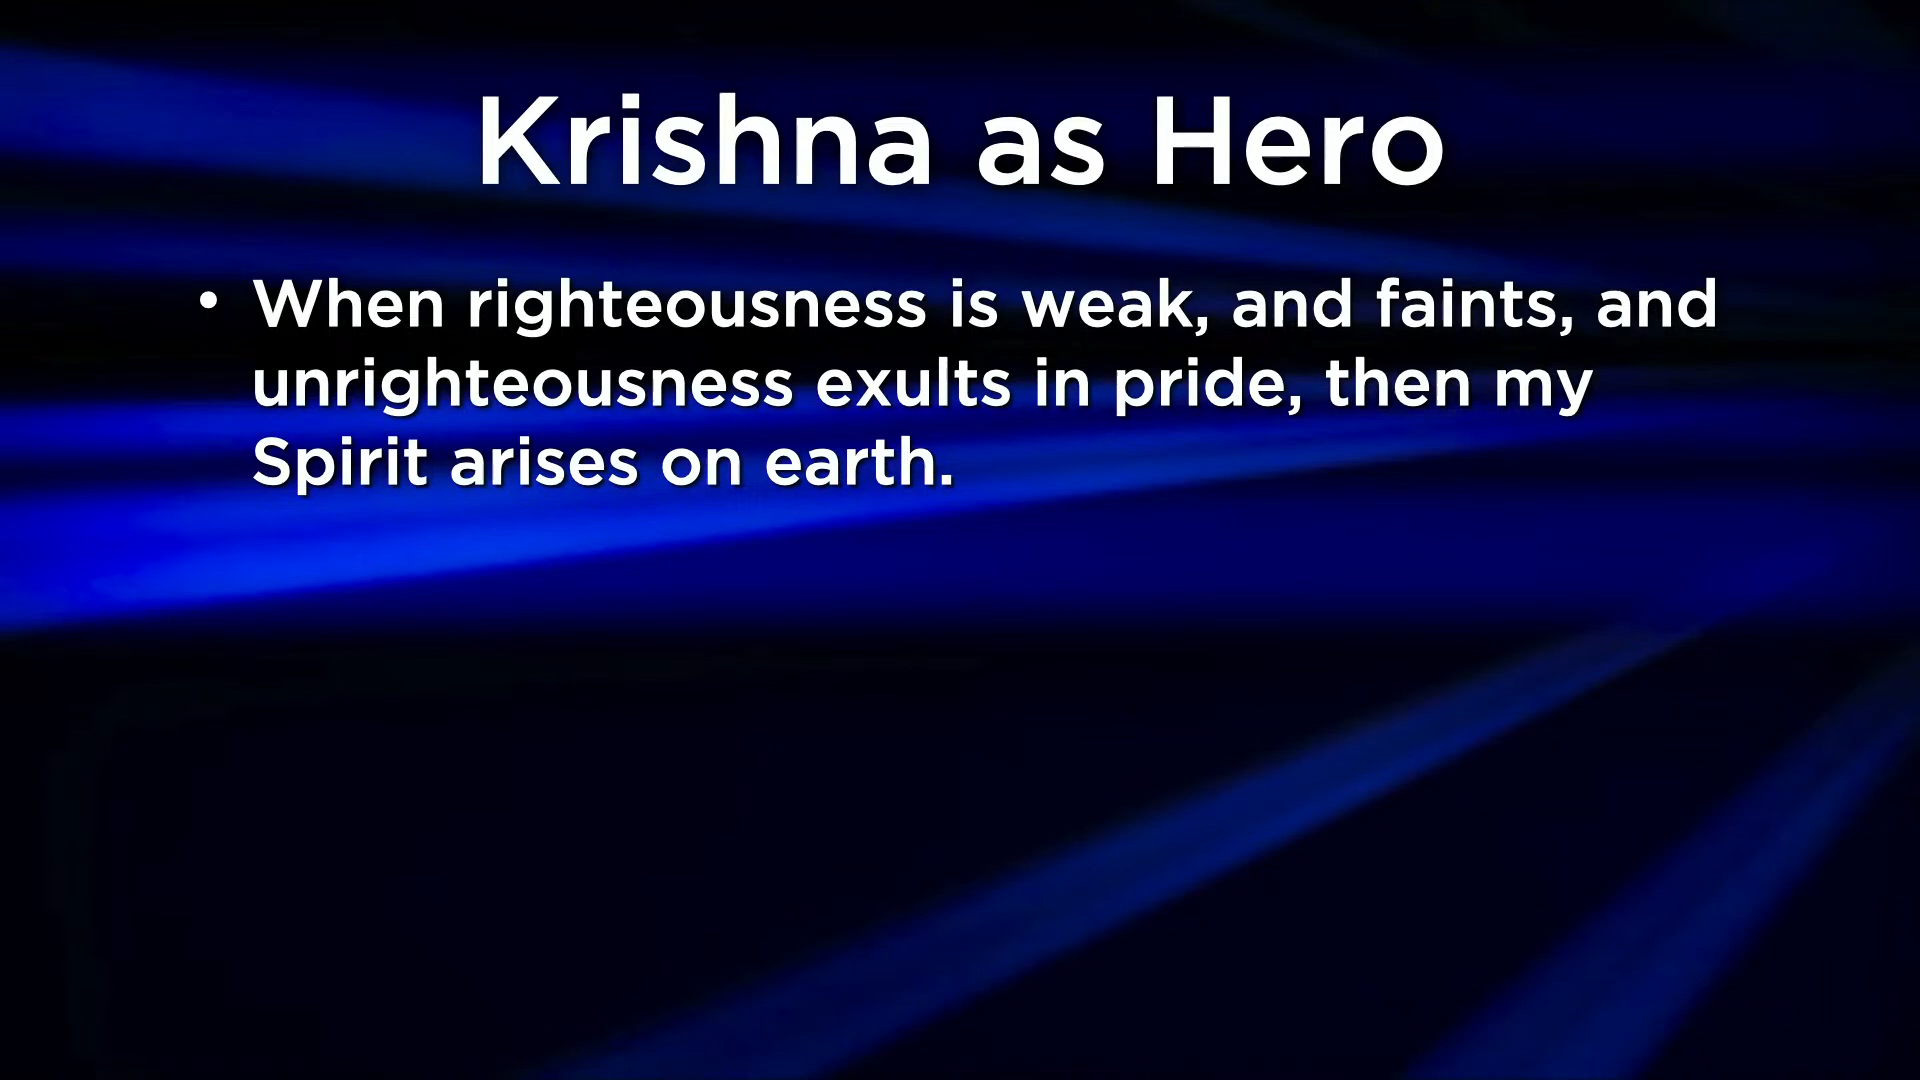 Krishna as Hero
• When righteousness is weak, and faints, and
unrighteousness exults in pride, then my
Spirit arises on earth.